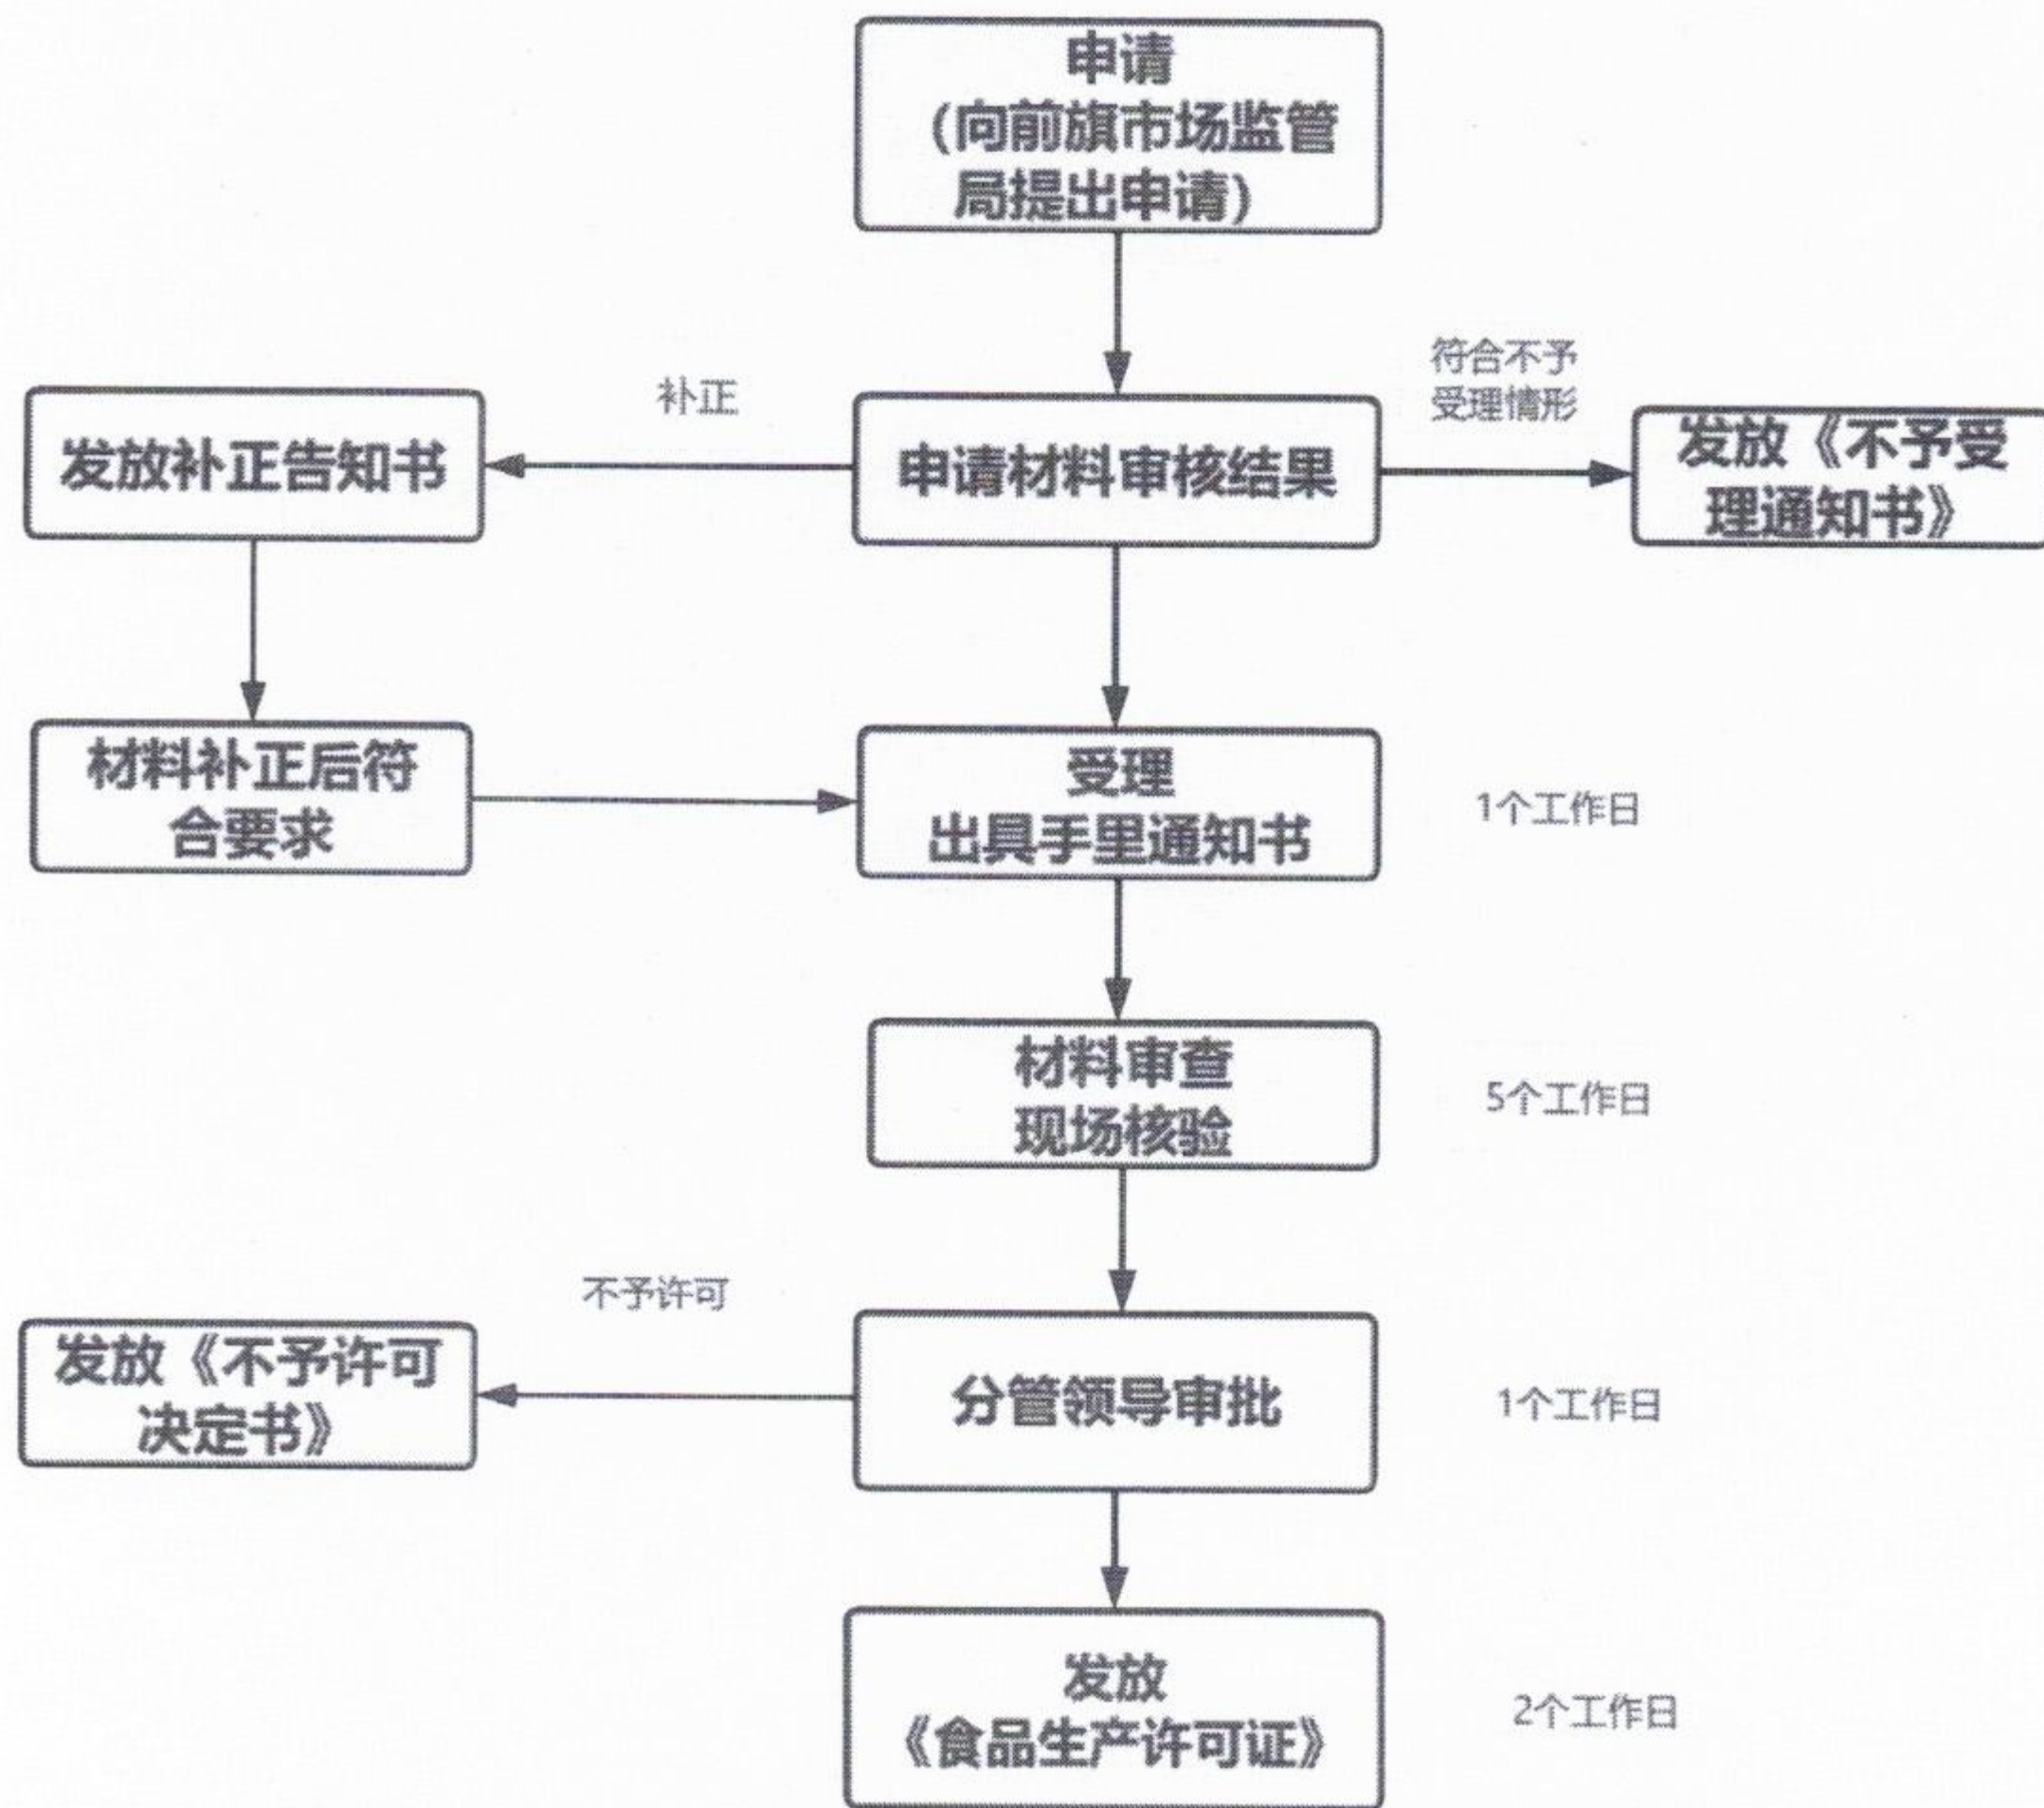 申请
（向前旗市场监管
局提出申请）
符合不予
受理情形
补正
发放补正告知书
申请材料审核结果
发放《不予受
理通知书》
材料补正后符
合要求
受理
出具手里通知书
1个工作日
材料审查
现场核验
5个工作日
不予许可
发放《不予许可
决定书》
分管领导审批
1个工作日
发放
《食品生产许可证》
2个工作日